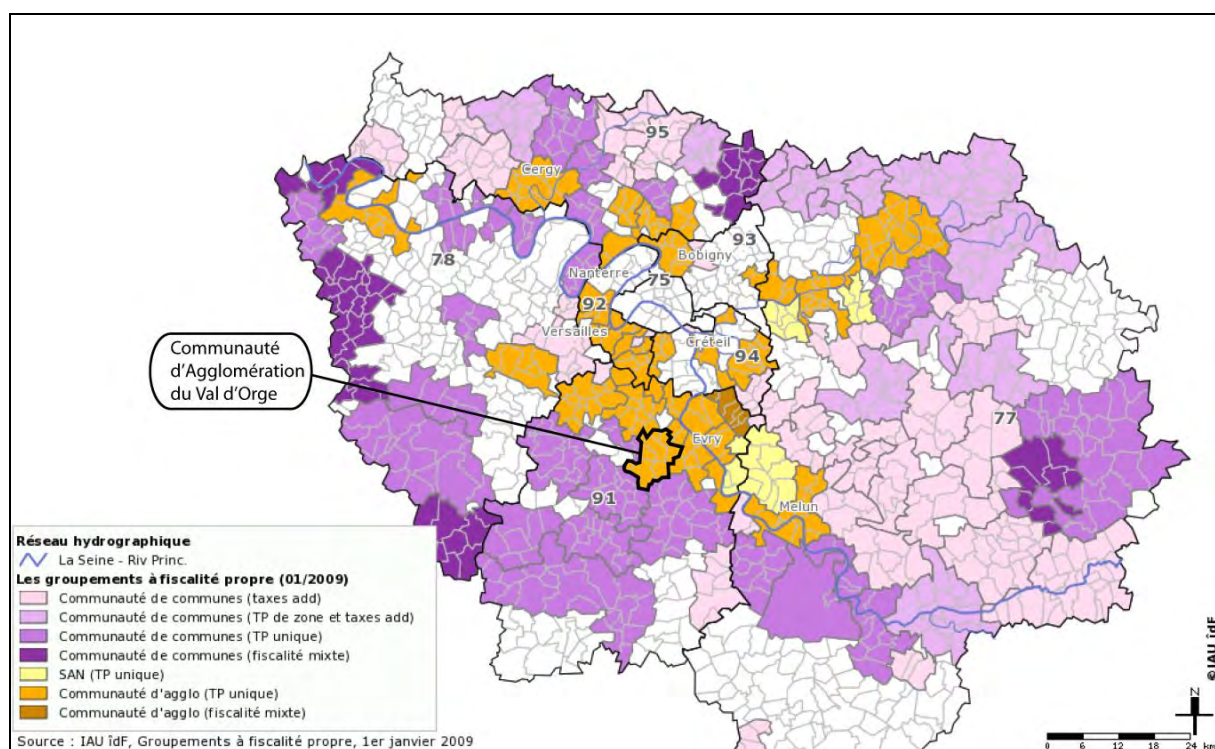 95
Cergy
93
78
Bobigny
Nanterre
75
92
Versailles
Créteil
94
Communauté
d'Agglomération
du Val d'Orge
77
Evry
91
Melun
Réseau hydrographique
La Seine - Riv Princ.
Les groupements à fiscalité propre (01/2009)
Communauté de communes (taxes add)
Communauté de communes (TP de zone et taxes add)
Communauté de communes (TP unique)
Communauté de communes (fiscalité mixte)
SAN (TP unique)
Communauté d'agglo (TP unique)
Communauté d'agglo (fiscalité mixte)
Source : IAU îdF, Groupements à fiscalité propre, 1er janvier 2009
©IAU îdF
N
0 6 12 18 24 km